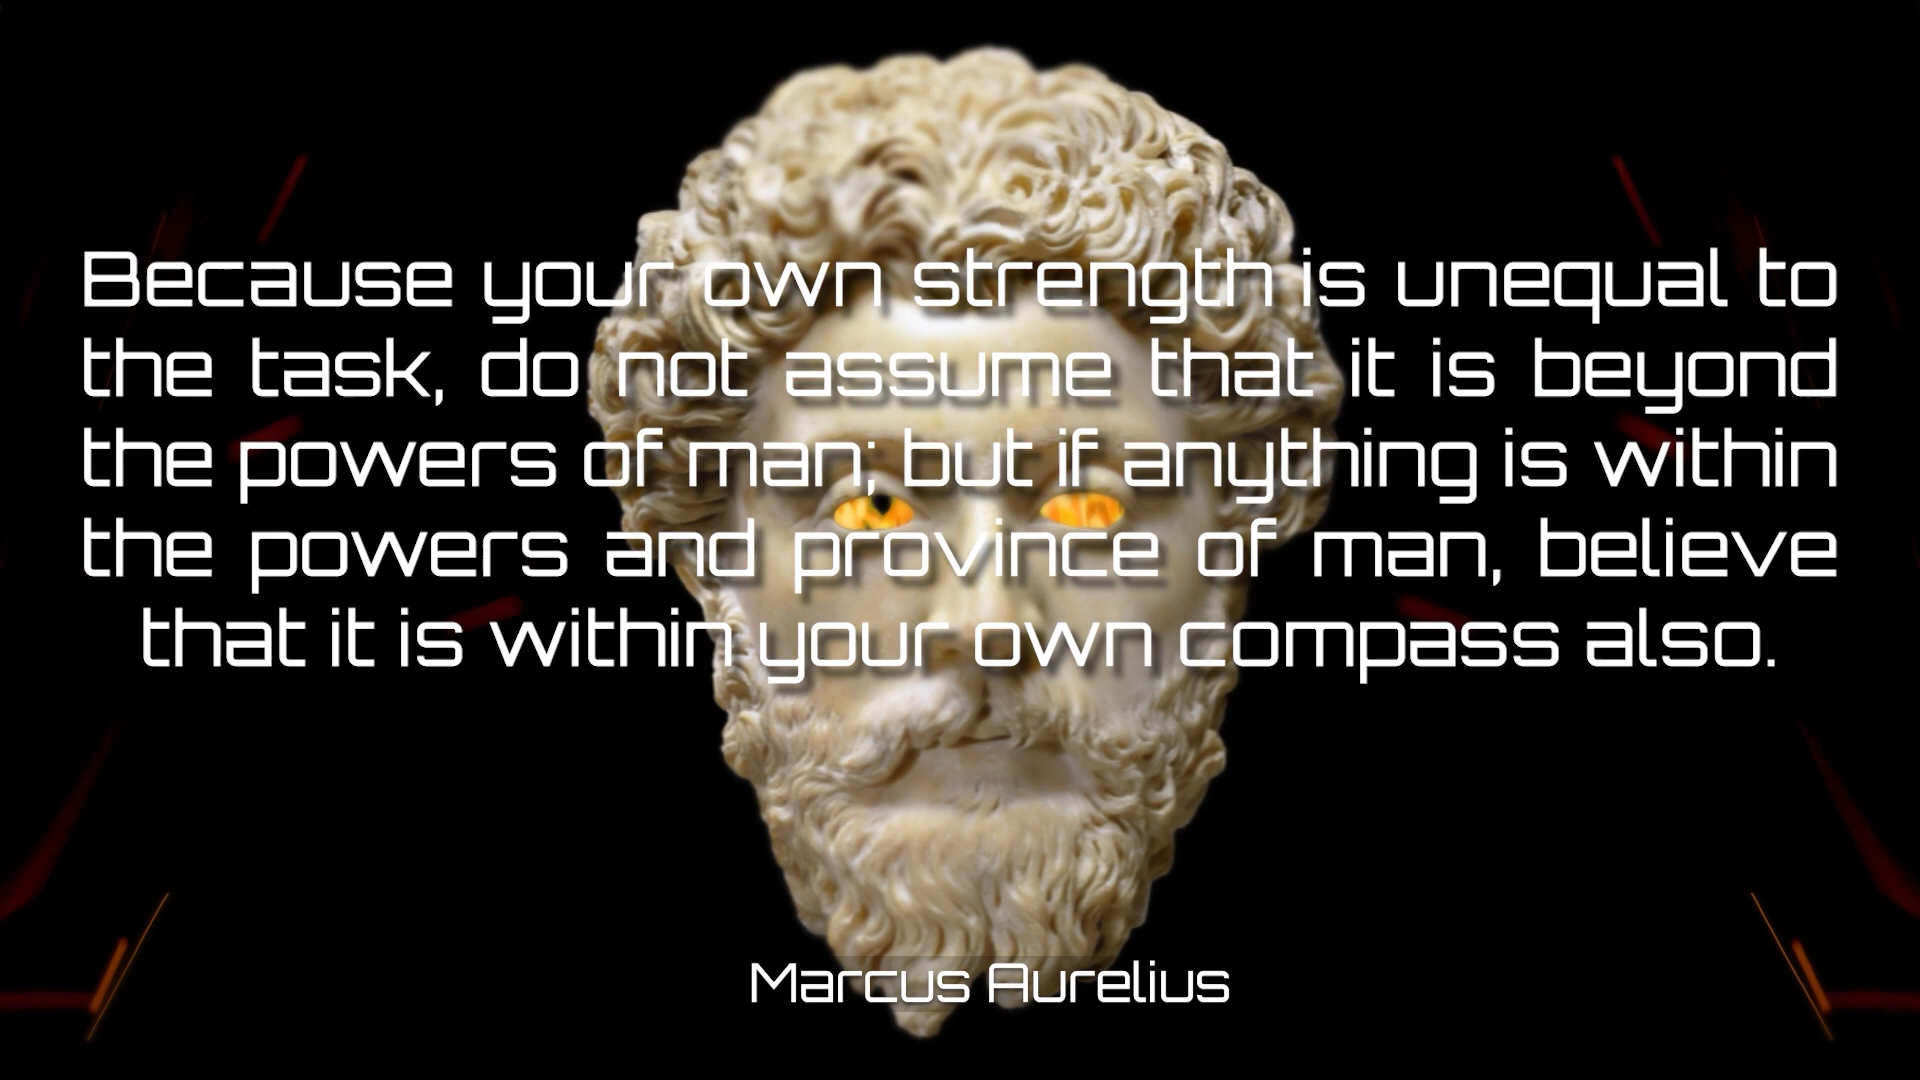 Because your own strength is unequal to
the task, do not assume that it is beyond
the powers of man; but if anything is within
the powers and province of man, believe
that it is within your own compass also.
Marcus Aurelius